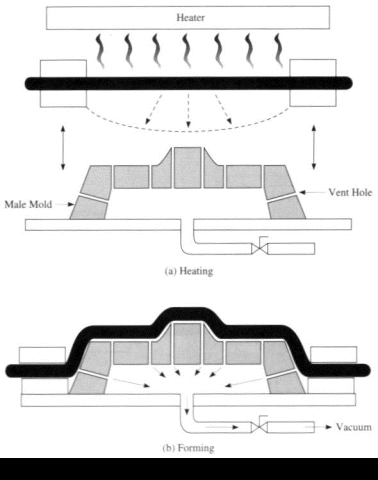 Heater
Vent Hole
Male Mold
(a) Heating
Vacuum
(b) Forming